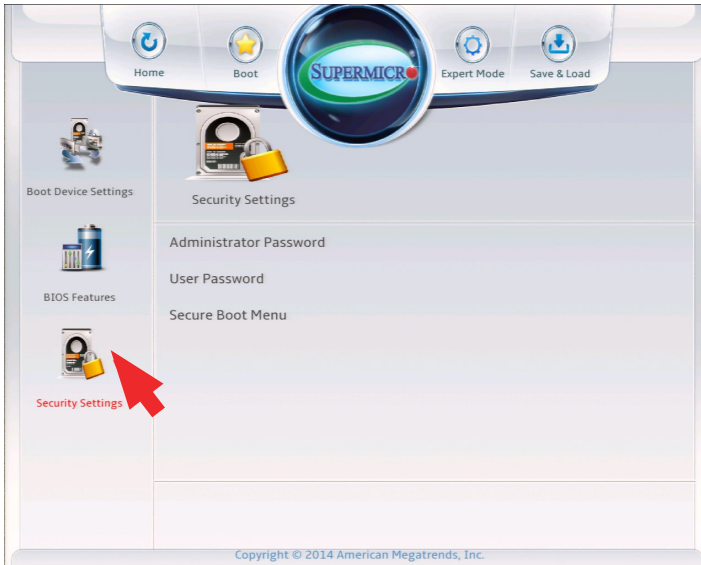 Home
Boot
SUPERMICRO
Expert Mode
Save & Load
Boot Device Settings
BIOS Features
Security Settings
Security Settings
Administrator Password
User Password
Secure Boot Menu
Copyright © 2014 American Megatrends, Inc.